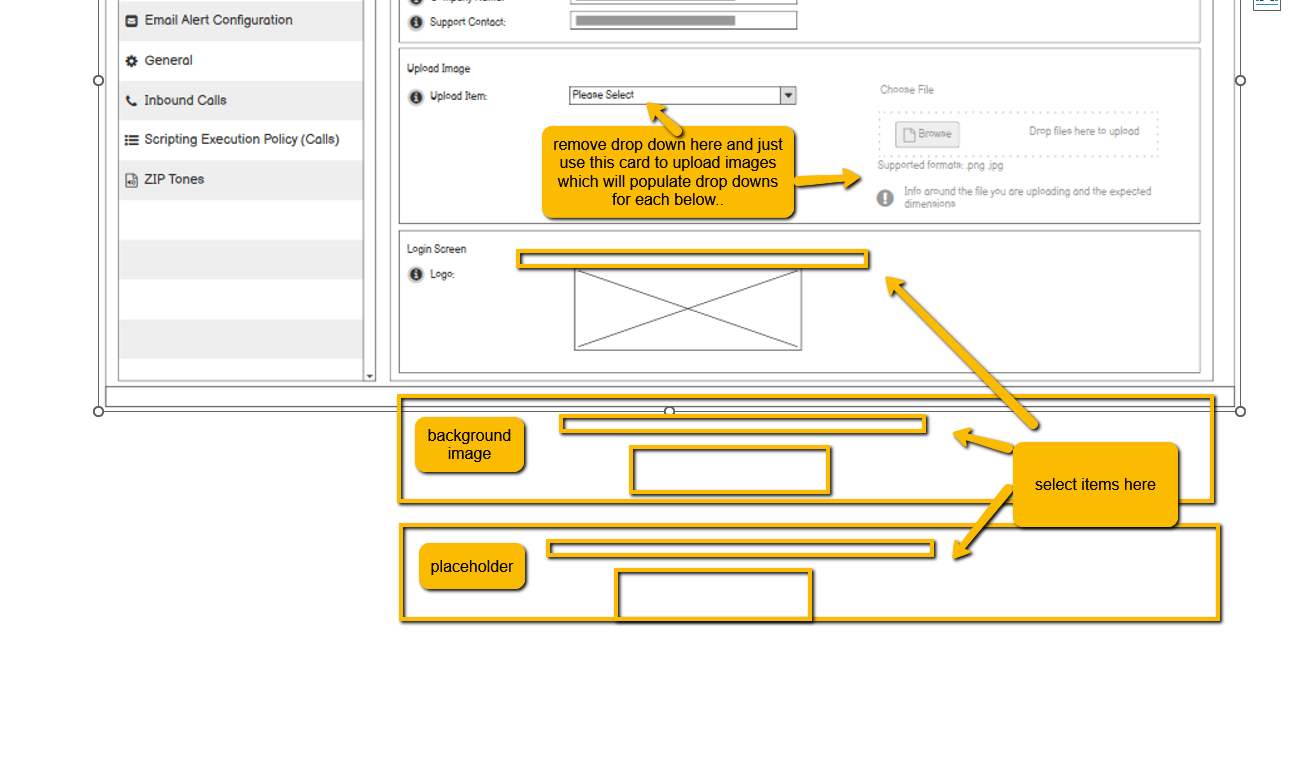 Email Alert Configuration
General
Inbound Calls
Scripting Execution Policy (Calls)
ZIP Tones
Support Contact:
Upload Image
Upload Item:
Please Select
Choose File
Browse
Drop files here to upload
Supported formats: .png .jpg
Info around the file you are uploading and the expected
dimensions
remove drop down here and just
use this card to upload images
which will populate drop downs
for each below..
Login Screen
Logo:
background
image
select items here
placeholder